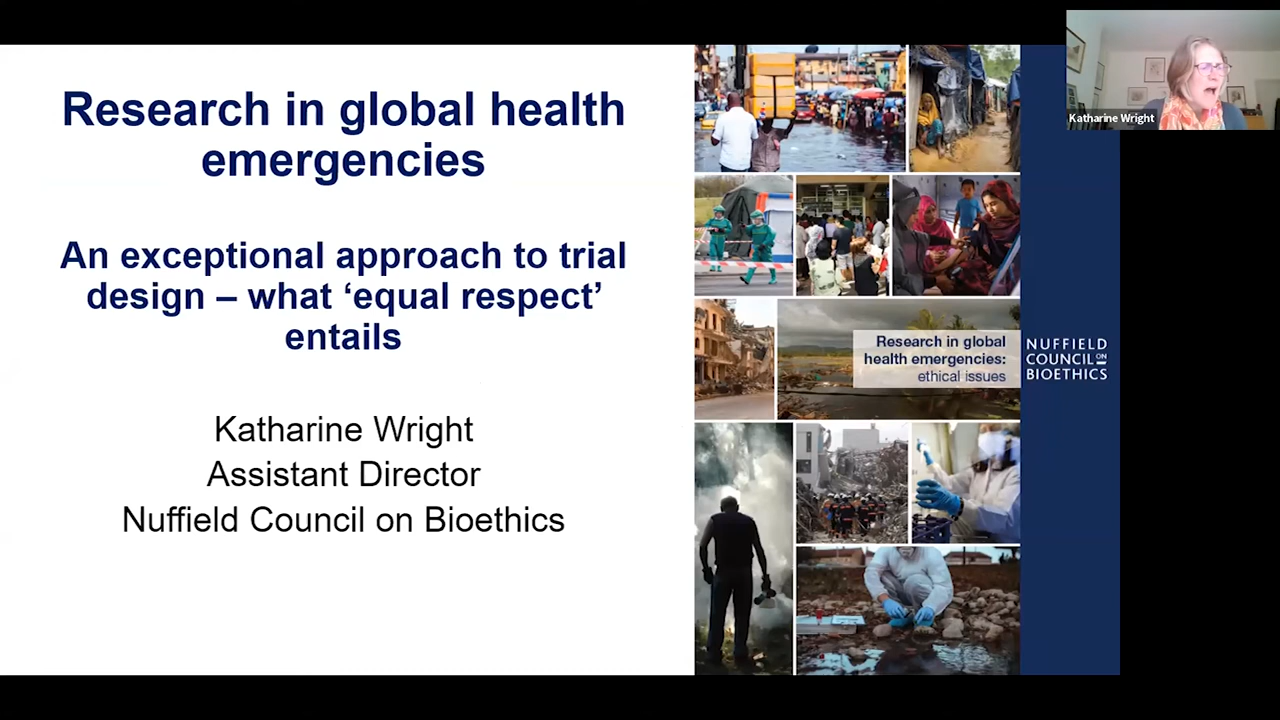 Research in global health
emergencies
An exceptional approach to trial
design – what ‘equal respect’
entails
Katharine Wright
Assistant Director
Nuffield Council on Bioethics
Research in global
health emergencies:
ethical issues
NUFFIELD
COUNCIL ON
BIOETHICS
Katharine Wright